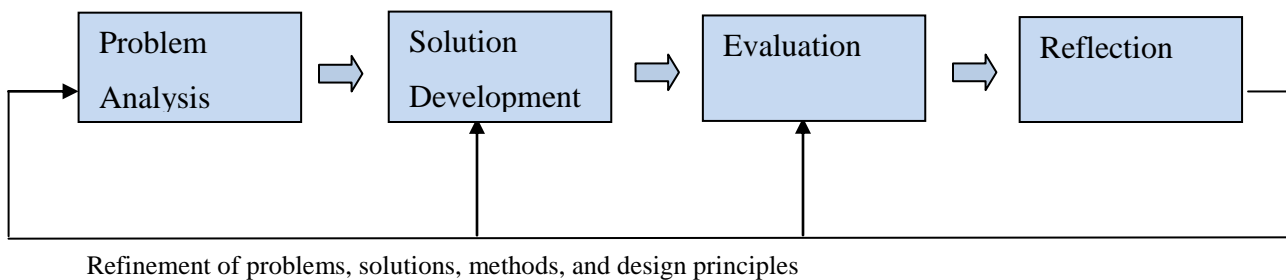 Problem
Analysis
Solution
Development
Evaluation
Reflection
Refinement of problems, solutions, methods, and design principles